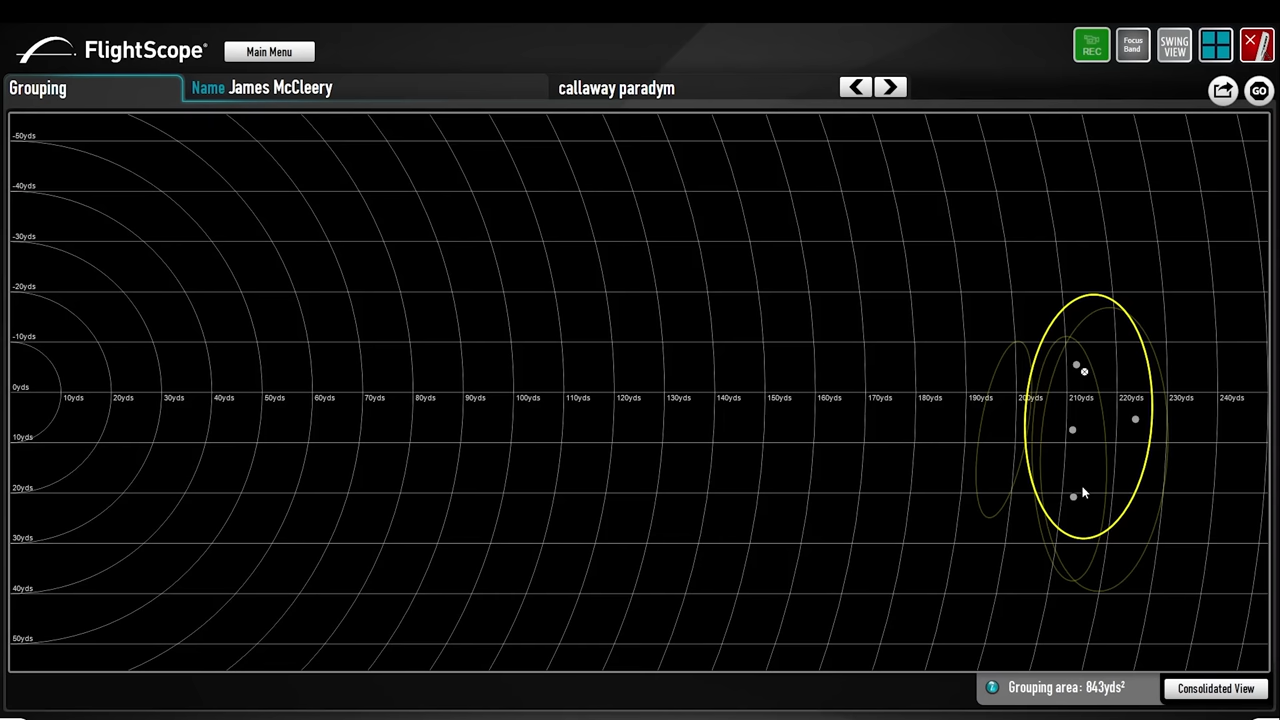 FlightScope®
Main Menu
REC
Focus Band
SWING VIEW
Grouping
Name James McCleery
callaway paradym
GO
-50yds
-40yds
-30yds
-20yds
-10yds
0yds
10yds 20yds 30yds 40yds 50yds 60yds 70yds 80yds 90yds 100yds 110yds 120yds 130yds 140yds 150yds 160yds 170yds 180yds 190yds 200yds 210yds 220yds 230yds 240yds
10yds
20yds
30yds
40yds
50yds
Grouping area: 843yds²
Consolidated View